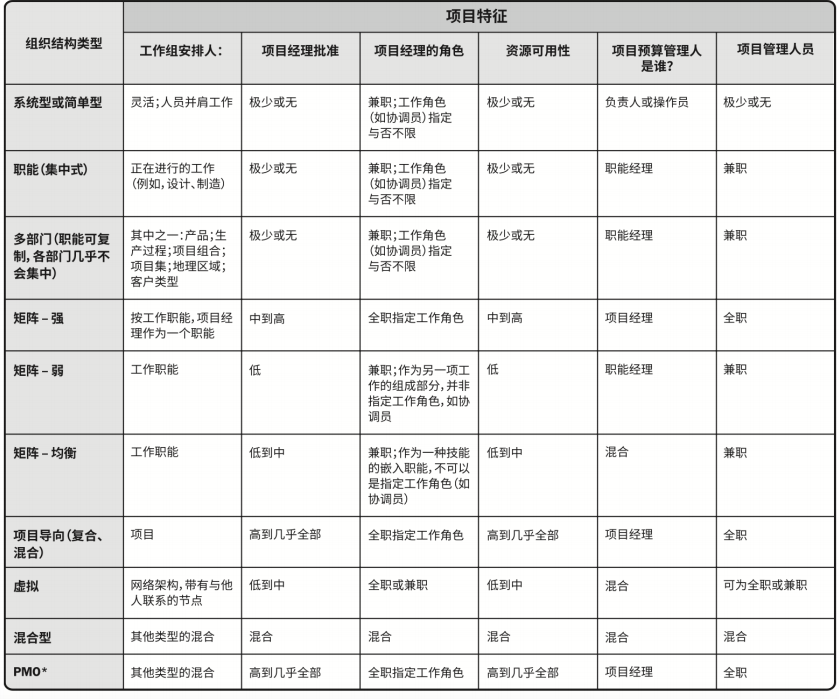 组织结构类型
项目特征
工作组安排人：
项目经理批准
项目经理的角色
资源可用性
项目预算管理人
是谁？
项目管理人员
系统型或简单型
灵活；人员并肩工作
极少或无
兼职；工作角色
（如协调员）指定
与否不限
极少或无
负责人或操作员
极少或无
职能（集中式）
正在进行的工作
（例如，设计、制造）
极少或无
兼职；工作角色
（如协调员）指定
与否不限
极少或无
职能经理
兼职
多部门（职能可复
制，各部门几乎不
会集中）
其中之一：产品；生
产过程；项目组合；
项目集；地理区域；
客户类型
极少或无
兼职；工作角色
（如协调员）指定
与否不限
极少或无
职能经理
兼职
矩阵 – 强
按工作职能，项目经
理作为一个职能
中到高
全职指定工作角色
中到高
项目经理
全职
矩阵 – 弱
工作职能
低
兼职；作为另一项工
作的组成部分，并非
指定工作角色，如协
调员
低
职能经理
兼职
矩阵 – 均衡
工作职能
低到中
兼职；作为一种技能
的嵌入职能，不可以
是指定工作角色（如
协调员）
低到中
混合
兼职
项目导向（复合、
混合）
项目
高到几乎全部
全职指定工作角色
高到几乎全部
项目经理
全职
虚拟
网络架构，带有与他
人联系的节点
低到中
全职或兼职
低到中
混合
可为全职或兼职
混合型
其他类型的混合
混合
混合
混合
混合
混合
PMO*
其他类型的混合
高到几乎全部
全职指定工作角色
高到几乎全部
项目经理
全职